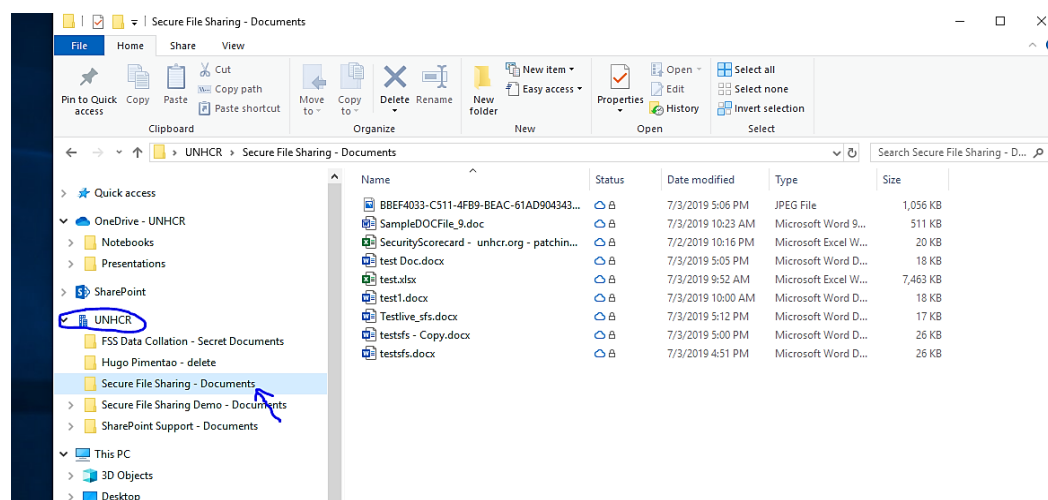 Secure File Sharing - Documents
File Home Share View
Pin to Quick access
Copy
Paste
Cut
Copy path
Paste shortcut
Clipboard
Move to
Copy to
Delete
Rename
Organize
New folder
New item
Easy access
New
Properties
Open
Edit
History
Open
Select all
Select none
Invert selection
Select
UNHCR > Secure File Sharing - Documents
Search Secure File Sharing - D...
Quick access
OneDrive - UNHCR
Notebooks
Presentations
SharePoint
UNHCR
FSS Data Collation - Secret Documents
Hugo Pimentao - delete
Secure File Sharing - Documents
Secure File Sharing Demo - Documents
SharePoint Support - Documents
This PC
3D Objects
Desktop
Name Status Date modified Type Size
BBEF4033-C511-4FB9-BEAC-61AD904343... 7/3/2019 5:06 PM JPEG File 1,056 KB
SampleDOCFile_9.doc 7/3/2019 10:23 AM Microsoft Word 9... 511 KB
SecurityScorecard - unhcr.org - patchin... 7/2/2019 10:16 PM Microsoft Excel W... 20 KB
test Doc.docx 7/3/2019 5:05 PM Microsoft Word D... 18 KB
test.xlsx 7/3/2019 9:52 AM Microsoft Excel W... 7,463 KB
test1.docx 7/3/2019 10:00 AM Microsoft Word D... 18 KB
Testlive_sfs.docx 7/3/2019 5:12 PM Microsoft Word D... 17 KB
testsfs - Copy.docx 7/3/2019 5:00 PM Microsoft Word D... 26 KB
testsfs.docx 7/3/2019 4:51 PM Microsoft Word D... 26 KB